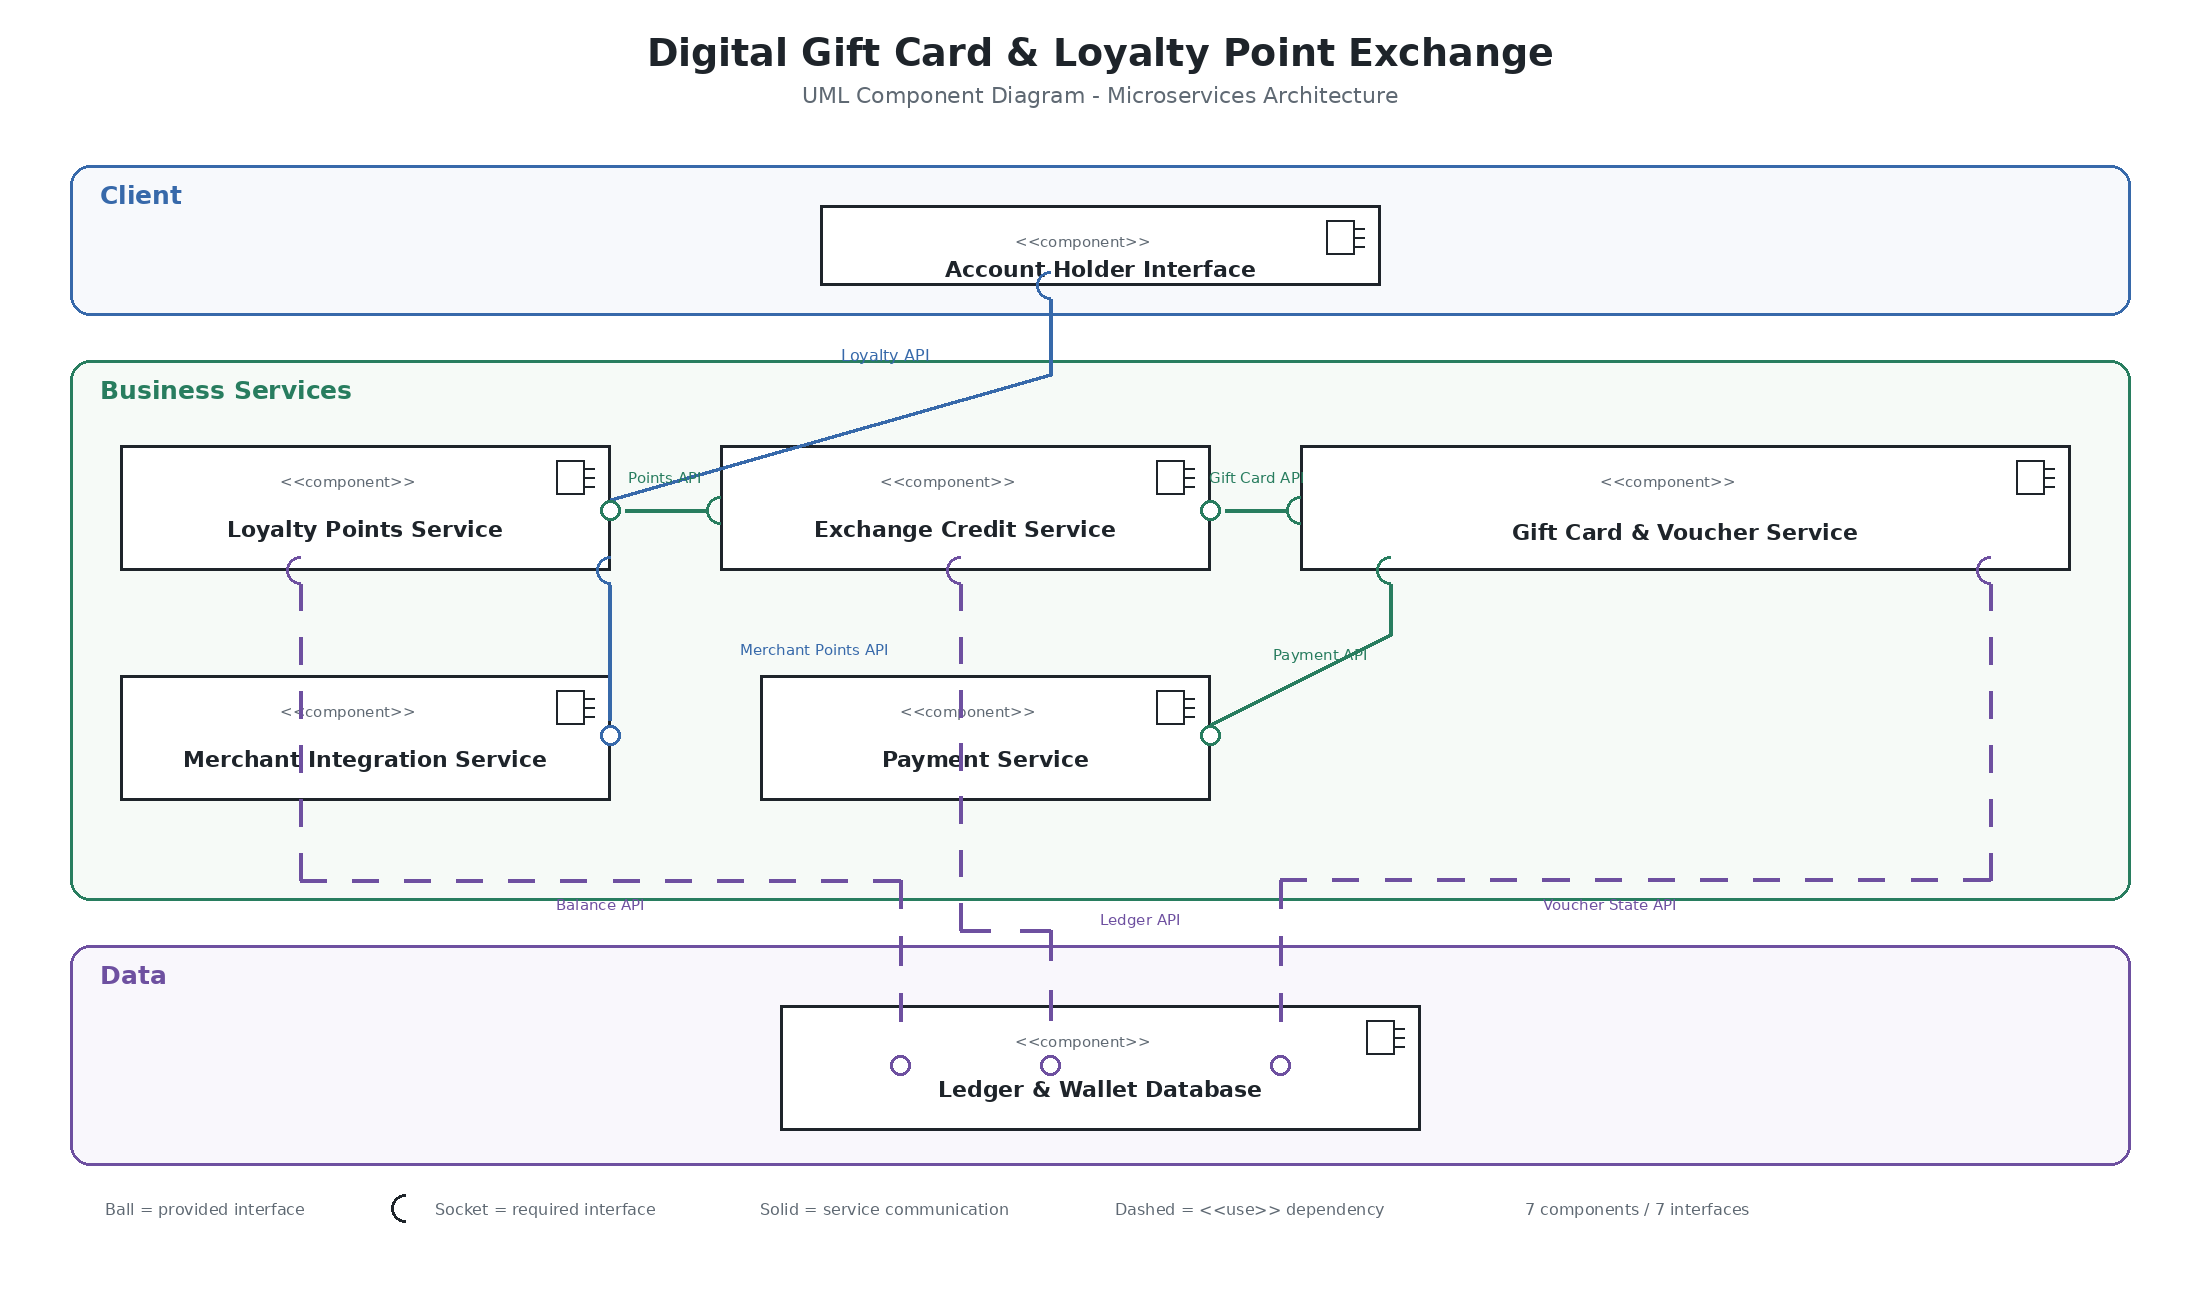 Digital Gift Card & Loyalty Point Exchange
UML Component Diagram - Microservices Architecture
Client
<<component>>
Account Holder Interface
Loyalty API
Business Services
<<component>>
Loyalty Points Service
Points API
<<component>>
Exchange Credit Service
Gift Card API
<<component>>
Gift Card & Voucher Service
Merchant Points API
Payment API
<<component>>
Merchant Integration Service
<<component>>
Payment Service
Balance API
Ledger API
Voucher State API
Data
<<component>>
Ledger & Wallet Database
Ball = provided interface
Socket = required interface
Solid = service communication
Dashed = <<use>> dependency
7 components / 7 interfaces